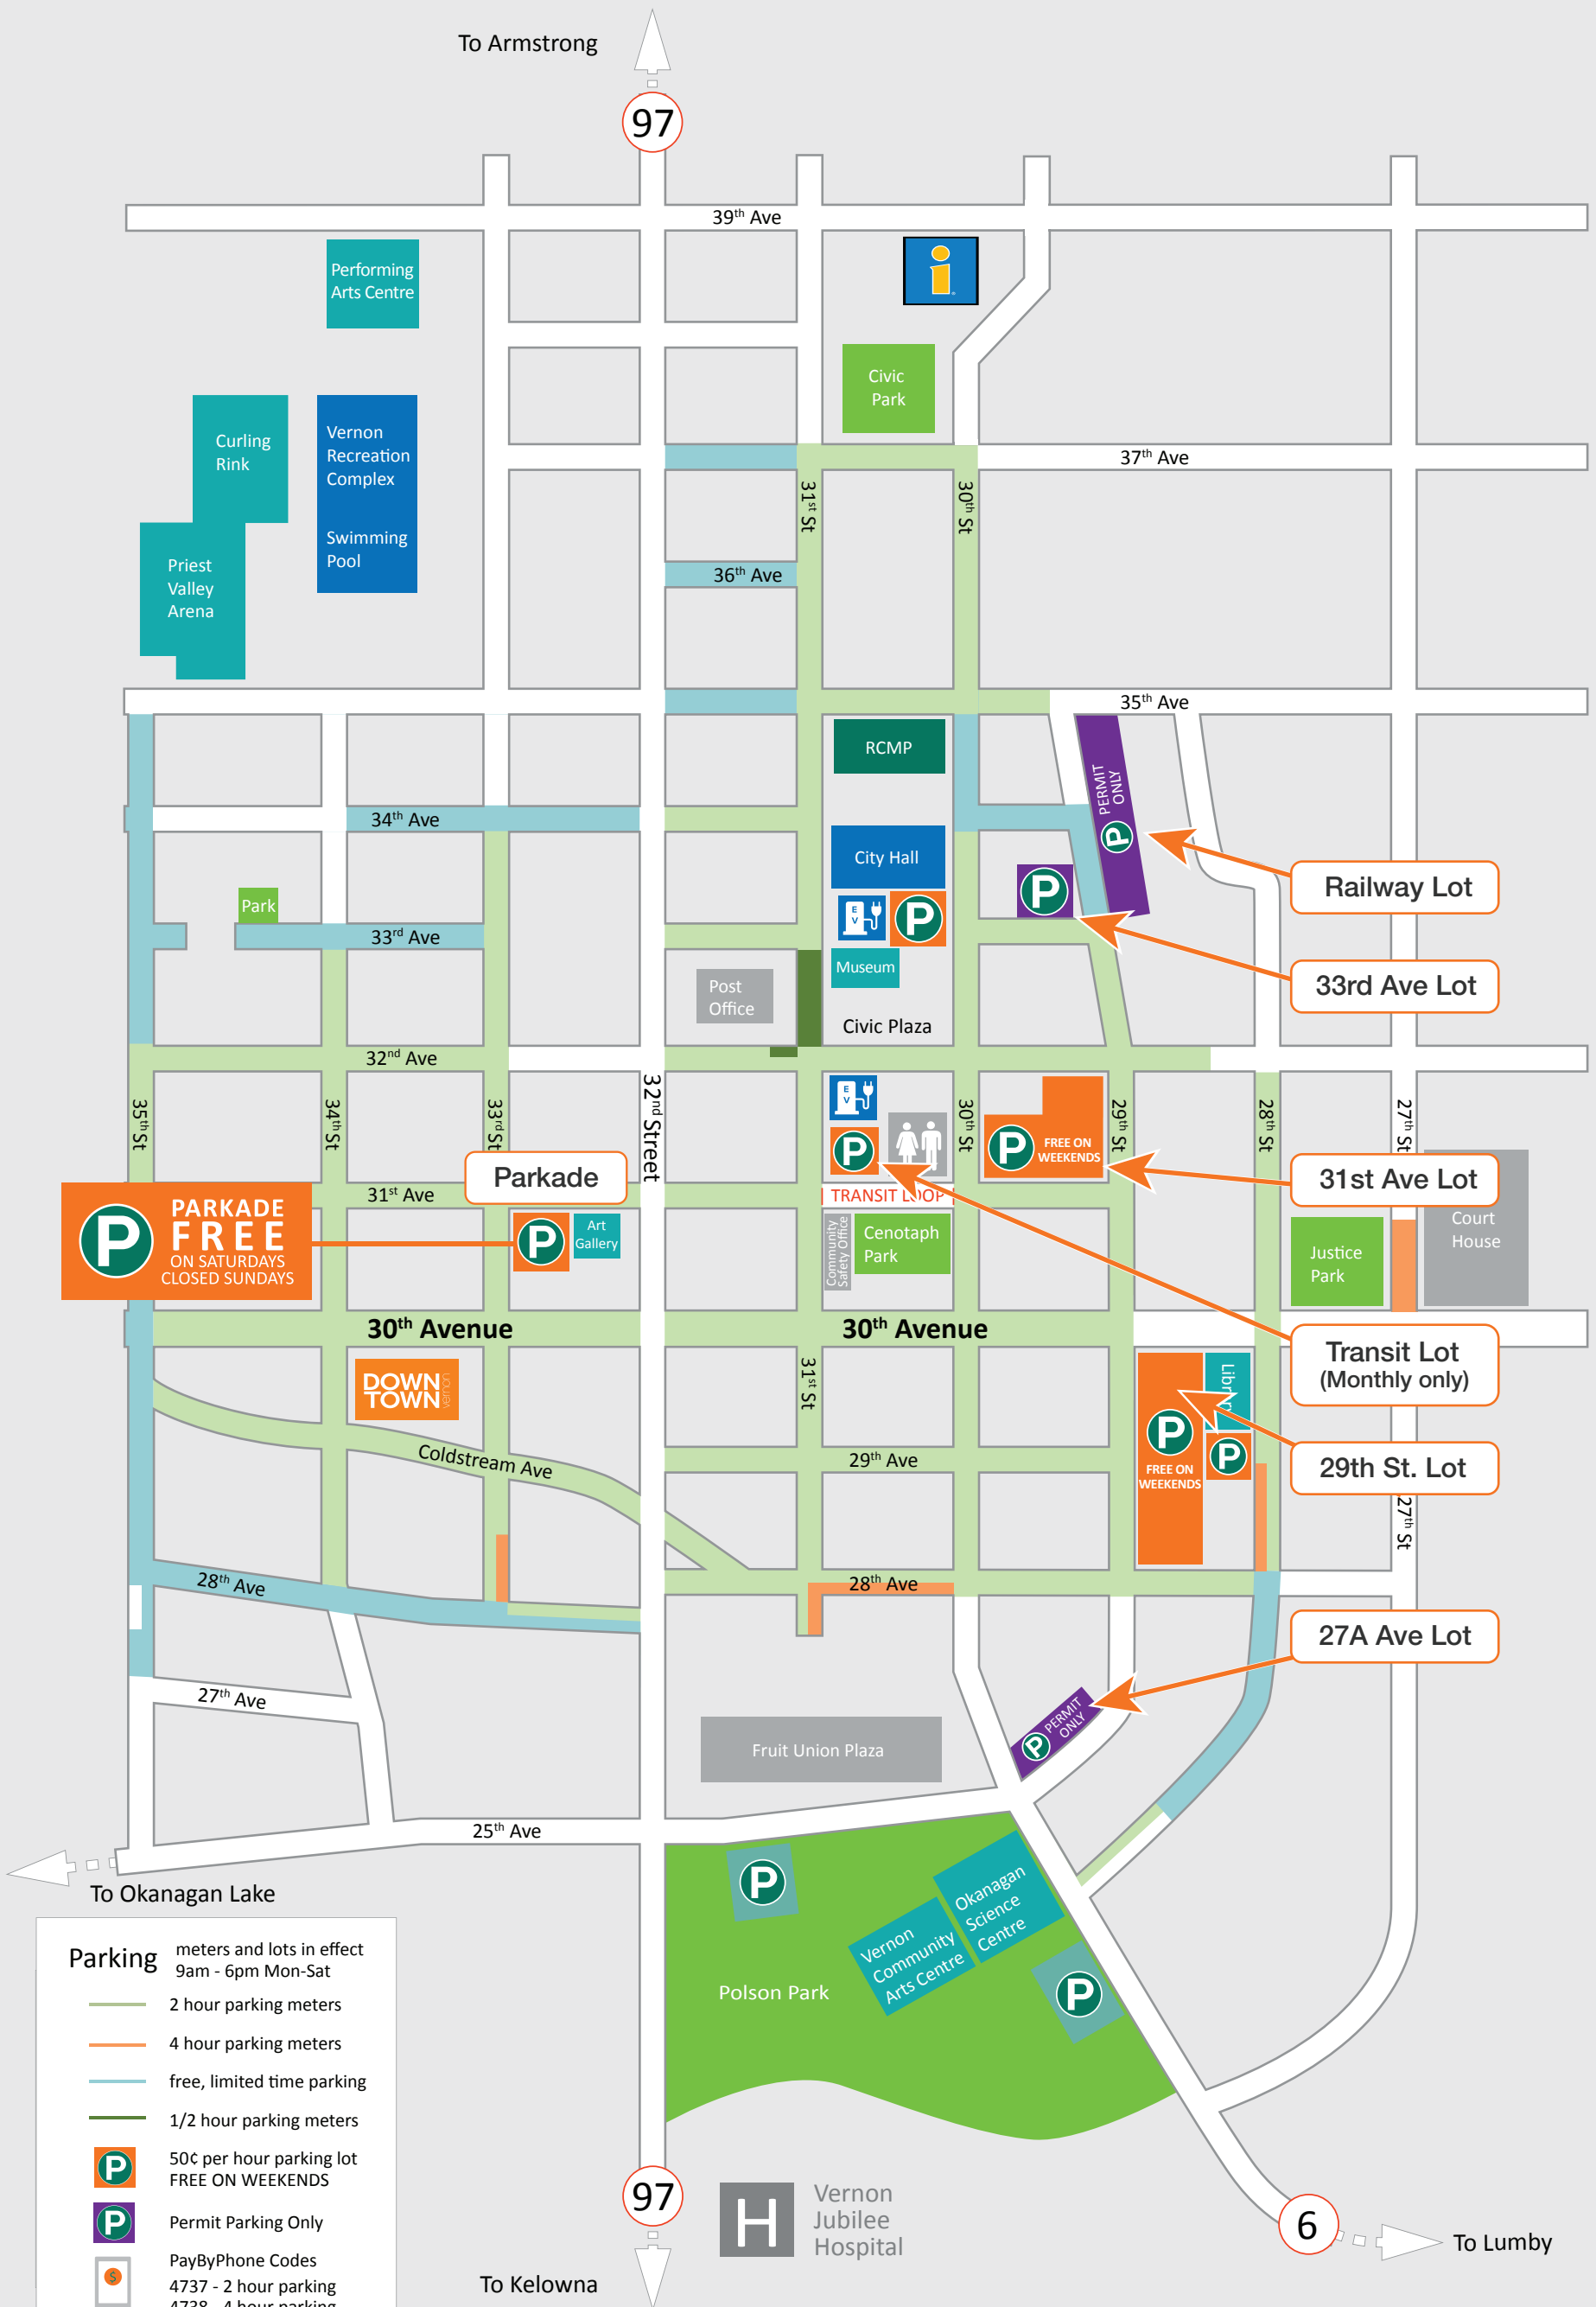 To Armstrong
97
39th Ave
Performing
Arts Centre
i
Civic
Park
Curling
Rink
Vernon
Recreation
Complex
Swimming
Pool
37th Ave
31st St
30th St
Priest
Valley
Arena
36th Ave
35th Ave
RCMP
PERMIT
ONLY
P
34th Ave
City Hall
Railway Lot
P
Park
E
V
P
33rd Ave
Museum
33rd Ave Lot
Post
Office
Civic Plaza
32nd Ave
35th St
34th St
33rd St
32nd Street
E
V
30th St
29th St
28th St
27th St
P
P
FREE ON
WEEKENDS
Parkade
31st Ave Lot
31st Ave
TRANSIT LOOP
PARKADE
P
FREE
ON SATURDAYS
CLOSED SUNDAYS
P
Art
Gallery
Community
Safety Office
Cenotaph
Park
Justice
Park
Court
House
30th Avenue
30th Avenue
Transit Lot
(Monthly only)
DOWN
TOWN
vernon
31st St
Library
P
P
FREE ON
WEEKENDS
29th St. Lot
Coldstream Ave
29th Ave
27th St
28th Ave
28th Ave
27A Ave Lot
27th Ave
PERMIT
ONLY
P
Fruit Union Plaza
25th Ave
P
To Okanagan Lake
Okanagan
Science
Centre
Vernon
Community
Arts Centre
Polson Park
P
Parking
meters and lots in effect
9am - 6pm Mon-Sat
2 hour parking meters
4 hour parking meters
free, limited time parking
1/2 hour parking meters
P
50¢ per hour parking lot
FREE ON WEEKENDS
P
Permit Parking Only
$
PayByPhone Codes
4737 - 2 hour parking
4738 - 4 hour parking
97
H
Vernon
Jubilee
Hospital
6
To Lumby
To Kelowna